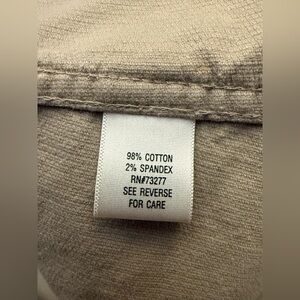 98% COTTON
2% SPANDEX
RN#73277
SEE REVERSE
FOR CARE